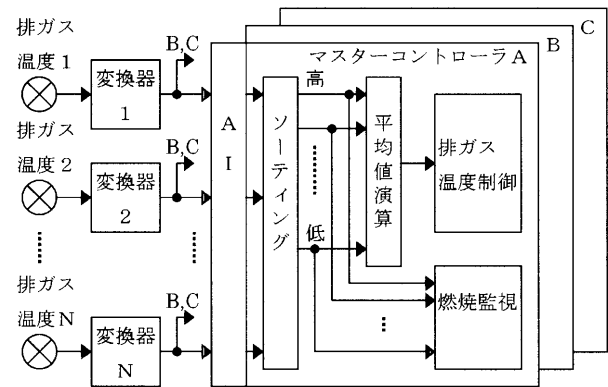 排ガス
温度1
変換器
1
B,C
排ガス
温度2
変換器
2
B,C
排ガス
温度N
変換器
N
B,C
C
B
マスターコントローラA
AI
ソーティング
高
低
平均値演算
排ガス
温度制御
燃焼監視